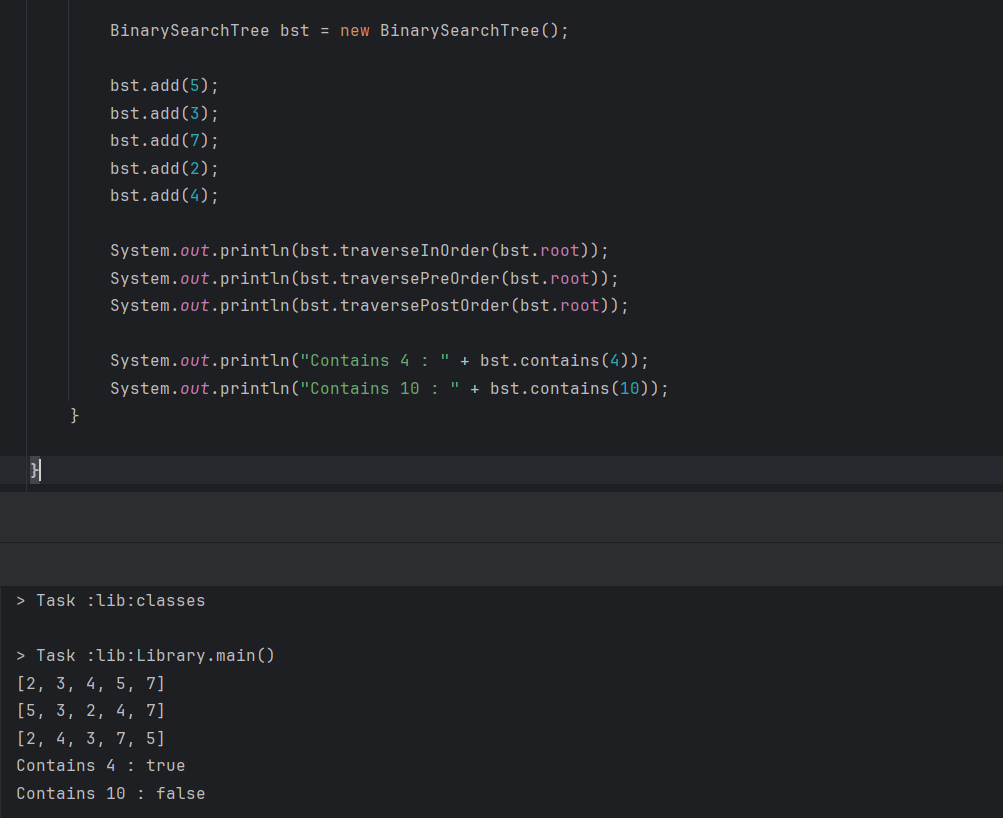 BinarySearchTree bst = new BinarySearchTree();
bst.add(5);
bst.add(3);
bst.add(7);
bst.add(2);
bst.add(4);
System.out.println(bst.traverseInOrder(bst.root));
System.out.println(bst.traversePreOrder(bst.root));
System.out.println(bst.traversePostOrder(bst.root));
System.out.println("Contains 4 : " + bst.contains(4));
System.out.println("Contains 10 : " + bst.contains(10));
}
}
> Task :lib:classes
> Task :lib:Library.main()
[2, 3, 4, 5, 7]
[5, 3, 2, 4, 7]
[2, 4, 3, 7, 5]
Contains 4 : true
Contains 10 : false